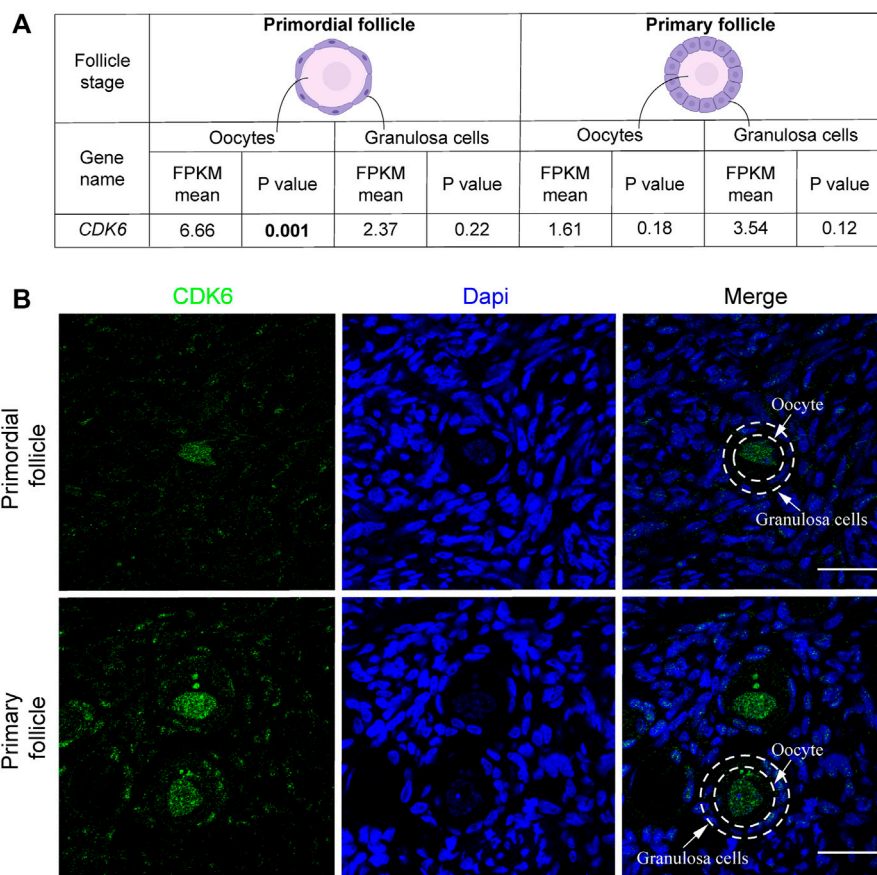 A
Follicle stage
Primordial follicle
Primary follicle
Gene name
Oocytes
Granulosa cells
Oocytes
Granulosa cells
FPKM mean
P value
FPKM mean
P value
FPKM mean
P value
FPKM mean
P value
CDK6
6.66
0.001
2.37
0.22
1.61
0.18
3.54
0.12
B
CDK6
Dapi
Merge
Primordial follicle
Oocyte
Granulosa cells
Primary follicle
Oocyte
Granulosa cells